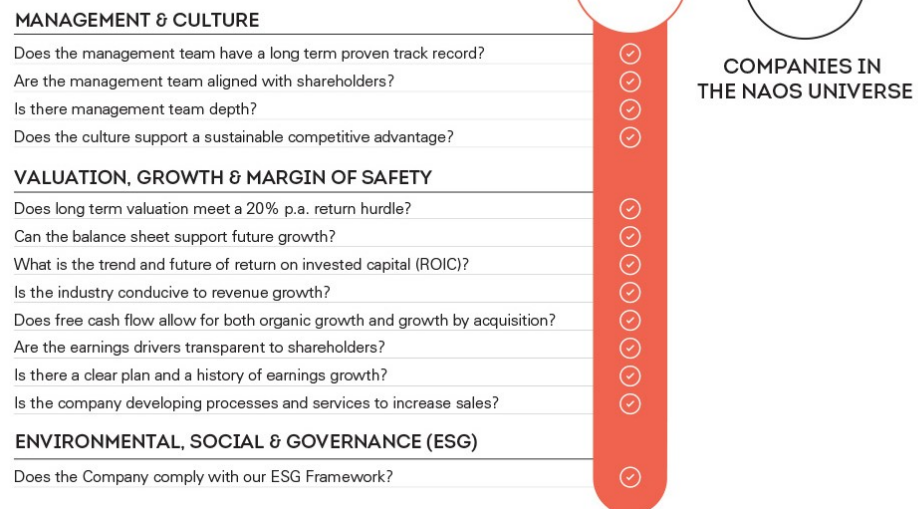 MANAGEMENT & CULTURE
Does the management team have a long term proven track record?
Are the management team aligned with shareholders?
Is there management team depth?
Does the culture support a sustainable competitive advantage?
VALUATION, GROWTH & MARGIN OF SAFETY
Does long term valuation meet a 20% p.a. return hurdle?
Can the balance sheet support future growth?
What is the trend and future of return on invested capital (ROIC)?
Is the industry conducive to revenue growth?
Does free cash flow allow for both organic growth and growth by acquisition?
Are the earnings drivers transparent to shareholders?
Is there a clear plan and a history of earnings growth?
Is the company developing processes and services to increase sales?
ENVIRONMENTAL, SOCIAL & GOVERNANCE (ESG)
Does the Company comply with our ESG Framework?
COMPANIES IN
THE NAOS UNIVERSE